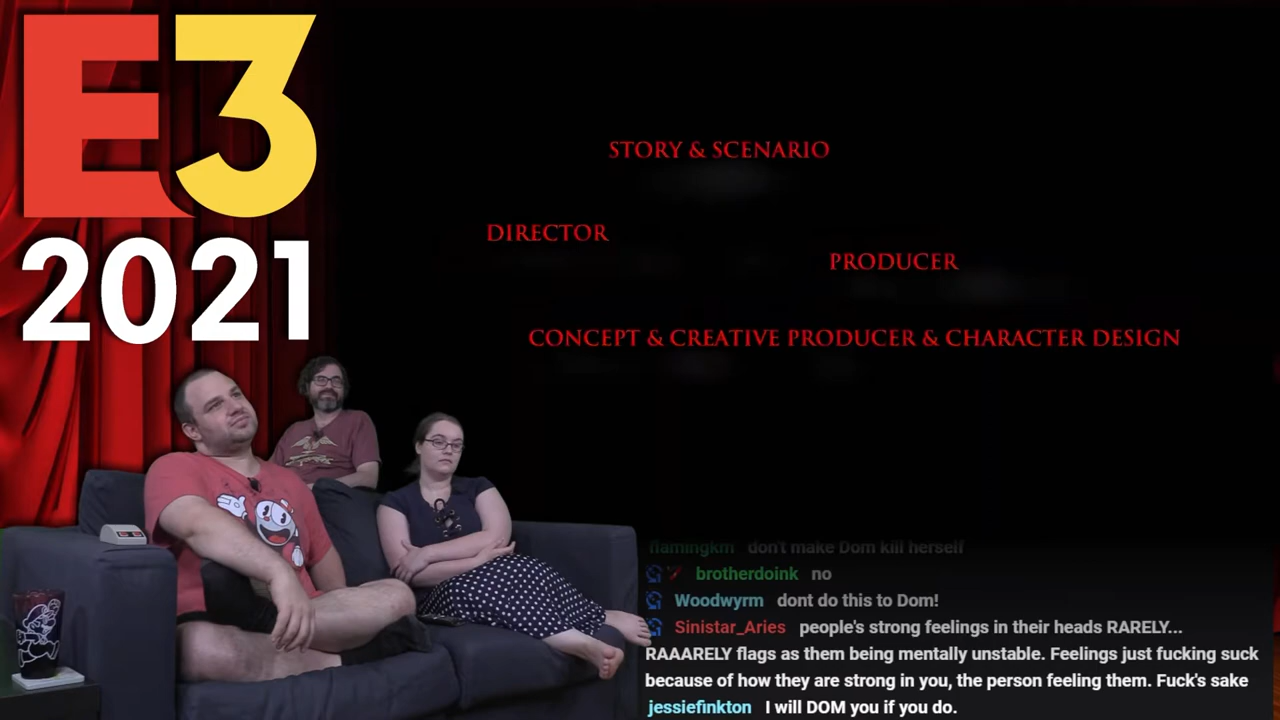 E3
2021
STORY & SCENARIO
DIRECTOR
PRODUCER
CONCEPT & CREATIVE PRODUCER & CHARACTER DESIGN
flamingkm don't make Dom kill herself
brotherdoink no
Woodwyrm dont do this to Dom!
Sinistar_Aries people's strong feelings in their heads RARELY...
RAAARELY flags as them being mentally unstable. Feelings just fucking suck
because of how they are strong in you, the person feeling them. Fuck's sake
jessiefinkton I will DOM you if you do.